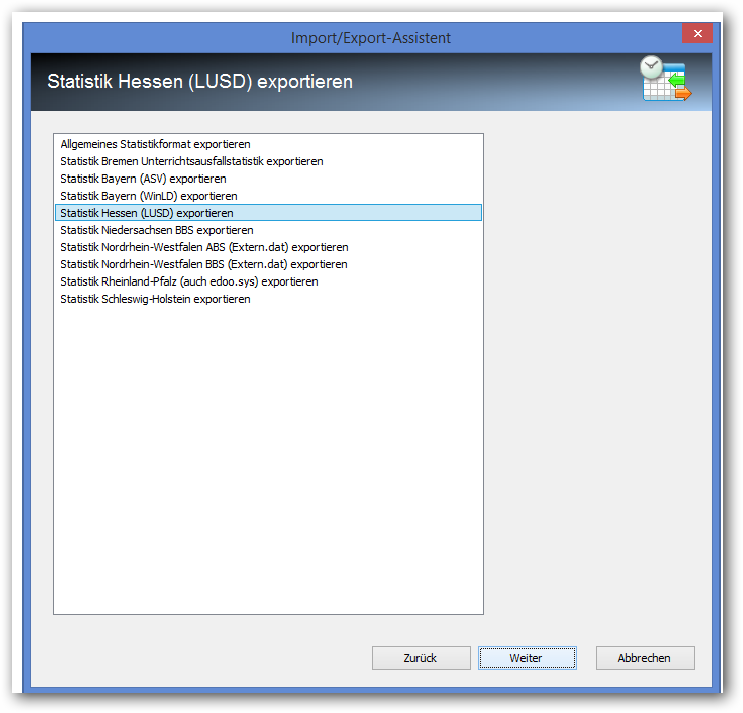 Import/Export-Assistent
Statistik Hessen (LUSD) exportieren
Allgemeines Statistikformat exportieren
Statistik Bremen Unterrichtsausfallstatistik exportieren
Statistik Bayern (ASV) exportieren
Statistik Bayern (WinLD) exportieren
Statistik Hessen (LUSD) exportieren
Statistik Niedersachsen BBS exportieren
Statistik Nordrhein-Westfalen ABS (Extern.dat) exportieren
Statistik Nordrhein-Westfalen BBS (Extern.dat) exportieren
Statistik Rheinland-Pfalz (auch edoo.sys) exportieren
Statistik Schleswig-Holstein exportieren
Zurück Weiter Abbrechen